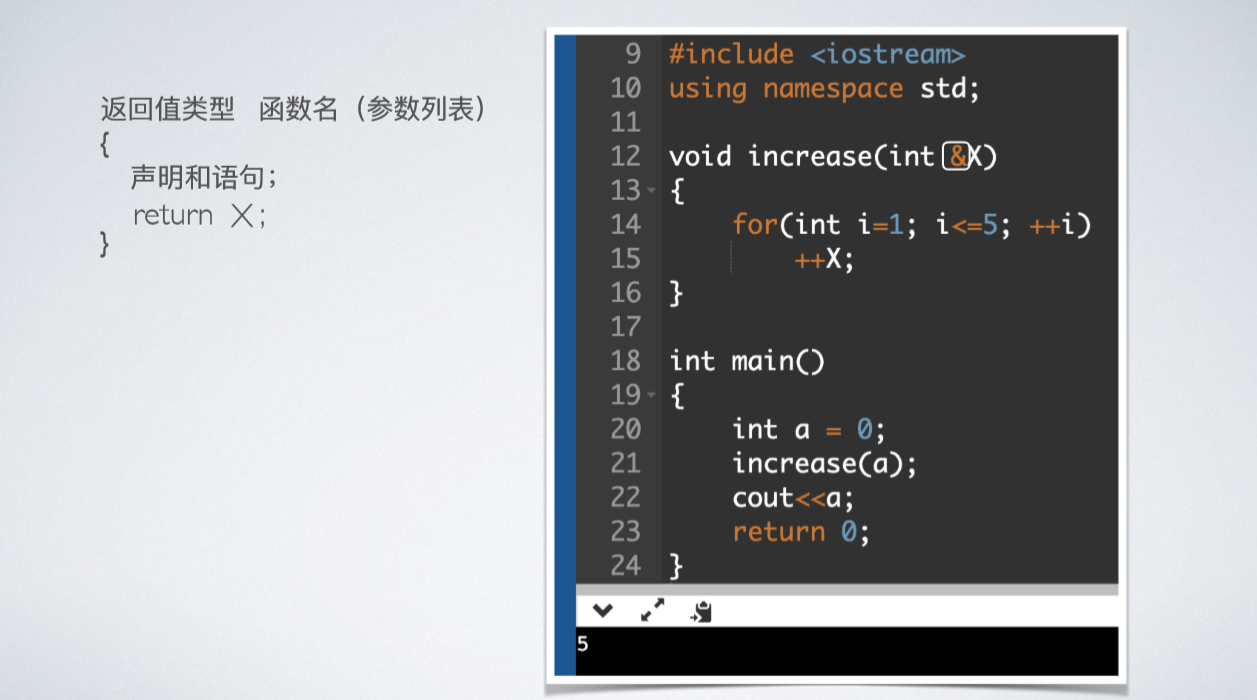 返回值类型 函数名（参数列表）
{
声明和语句；
return X；
}
9 #include <iostream>
10 using namespace std;
11
12 void increase(int &X)
13 {
14 for(int i=1; i<=5; ++i)
15 ++X;
16 }
17
18 int main()
19 {
20 int a = 0;
21 increase(a);
22 cout<<a;
23 return 0;
24 }
5